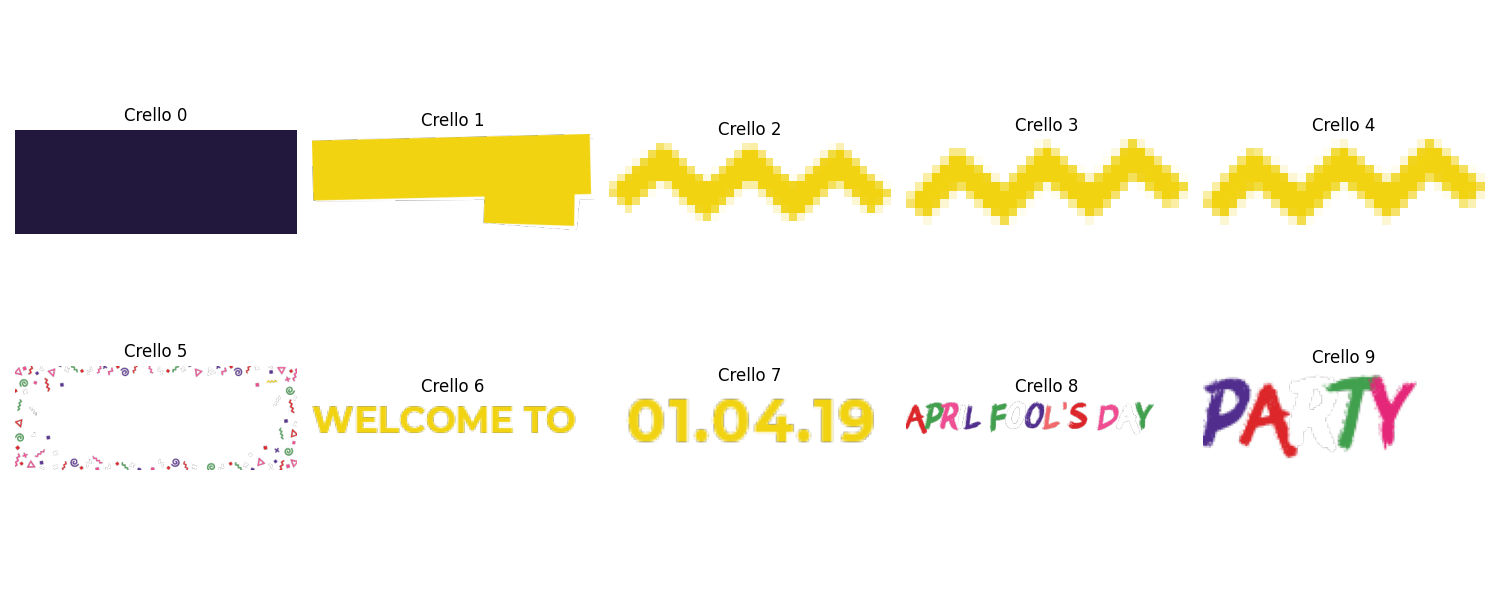 Crello 0
Crello 1
Crello 2
Crello 3
Crello 4
Crello 5
Crello 6
Crello 7
Crello 8
Crello 9
WELCOME TO
01.04.19
APRIL FOOL'S DAY
PARTY